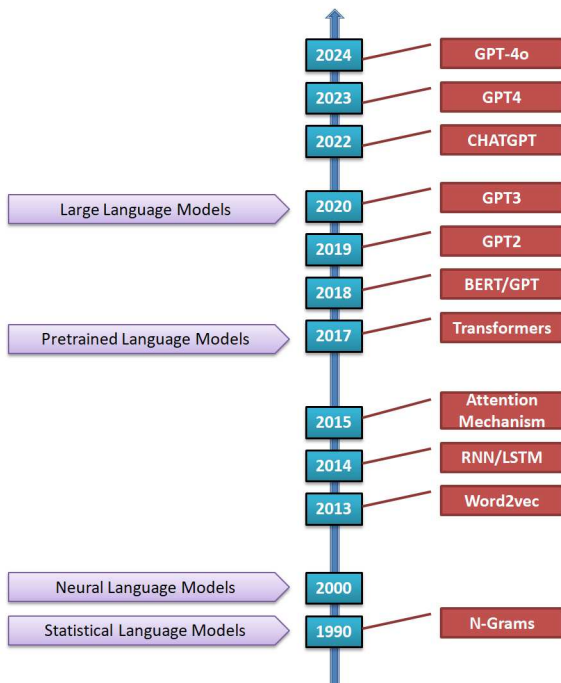 2024
GPT-4o
2023
GPT4
2022
CHATGPT
Large Language Models
2020
GPT3
2019
GPT2
2018
BERT/GPT
Pretrained Language Models
2017
Transformers
2015
Attention
Mechanism
2014
RNN/LSTM
2013
Word2vec
Neural Language Models
2000
Statistical Language Models
1990
N-Grams